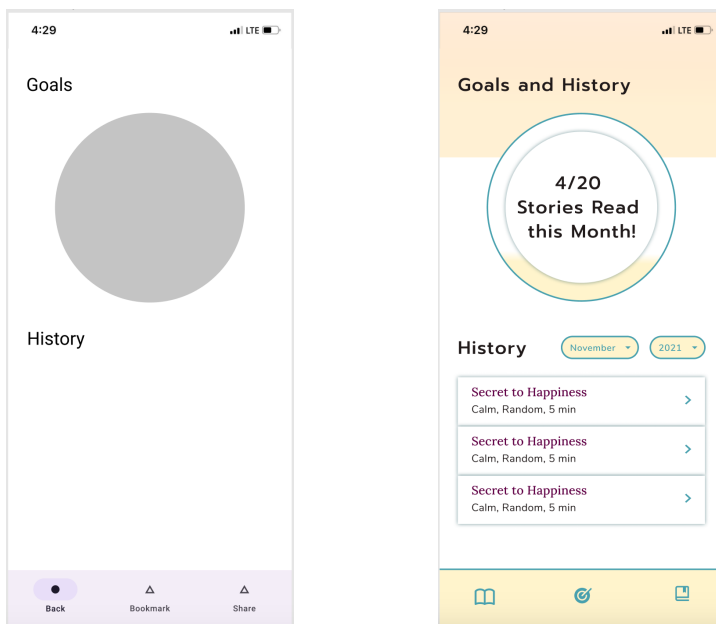 4:29
LTE
Goals
History
Back
Bookmark
Share
4:29
LTE
Goals and History
4/20
Stories Read
this Month!
History
November
2021
Secret to Happiness
Calm, Random, 5 min
Secret to Happiness
Calm, Random, 5 min
Secret to Happiness
Calm, Random, 5 min